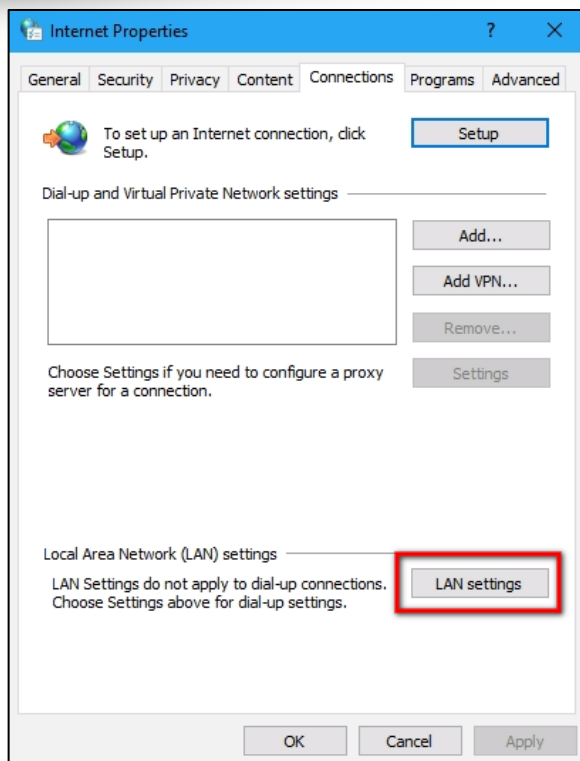 Internet Properties
?
General Security Privacy Content Connections Programs Advanced
To set up an Internet connection, click
Setup.
Setup
Dial-up and Virtual Private Network settings
Add...
Add VPN...
Remove...
Choose Settings if you need to configure a proxy
server for a connection.
Settings
Local Area Network (LAN) settings
LAN Settings do not apply to dial-up connections.
Choose Settings above for dial-up settings.
LAN settings
OK Cancel Apply